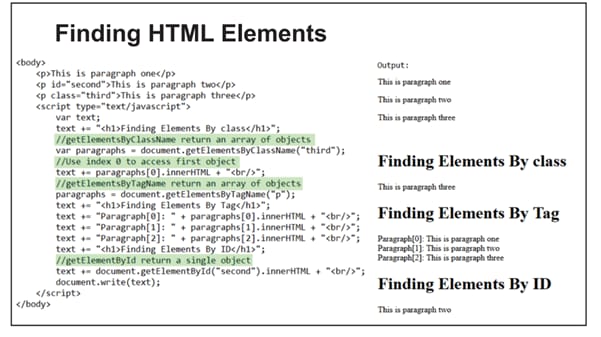 Finding HTML Elements
<body>
<p>This is paragraph one</p>
<p id="second">This is paragraph two</p>
<p class="third">This is paragraph three</p>
<script type="text/javascript">
var text;
text += "<h1>Finding Elements By class</h1>";
//getElementsByClassName return an array of objects
var paragraphs = document.getElementsByClassName("third");
//Use index 0 to access first object
text += paragraphs[0].innerHTML + "<br/>";
//getElementsByTagName return an array of objects
paragraphs = document.getElementsByTagName("p");
text += "<h1>Finding Elements By Tag</h1>";
text += "Paragraph[0]: " + paragraphs[0].innerHTML + "<br/>";
text += "Paragraph[1]: " + paragraphs[1].innerHTML + "<br/>";
text += "Paragraph[2]: " + paragraphs[2].innerHTML + "<br/>";
text += "<h1>Finding Elements By ID</h1>";
//getElementById return a single object
text += document.getElementById("second").innerHTML + "<br/>";
document.write(text);
</script>
</body>
Output:
This is paragraph one
This is paragraph two
This is paragraph three
Finding Elements By class
This is paragraph three
Finding Elements By Tag
Paragraph[0]: This is paragraph one
Paragraph[1]: This is paragraph two
Paragraph[2]: This is paragraph three
Finding Elements By ID
This is paragraph two